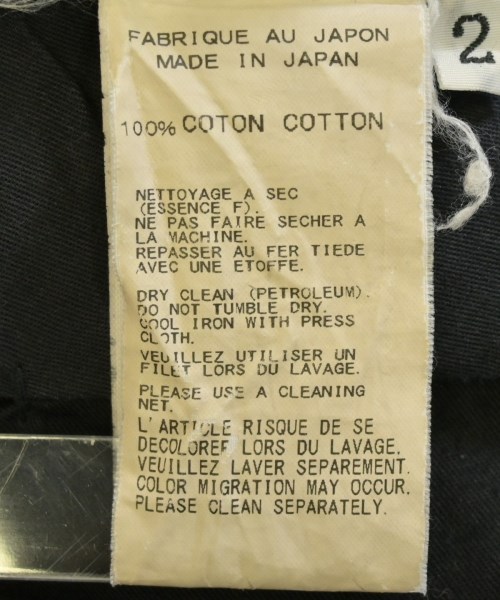 FABRIQUE AU JAPON
MADE IN JAPAN
2
100% COTON COTTON
NETTOYAGE A SEC
(ESSENCE F).
NE PAS FAIRE SECHER A
LA MACHINE.
REPASSER AU FER TIEDE
AVEC UNE ETOFFE.
DRY CLEAN (PETROLEUM).
DO NOT TUMBLE DRY.
COOL IRON WITH PRESS
CLOTH.
VEUILLEZ UTILISER UN
FILET LORS DU LAVAGE.
PLEASE USE A CLEANING
NET.
L'ARTICLE RISQUE DE SE
DECOLORER LORS DU LAVAGE.
VEUILLEZ LAVER SEPAREMENT.
COLOR MIGRATION MAY OCCUR.
PLEASE CLEAN SEPARATELY.